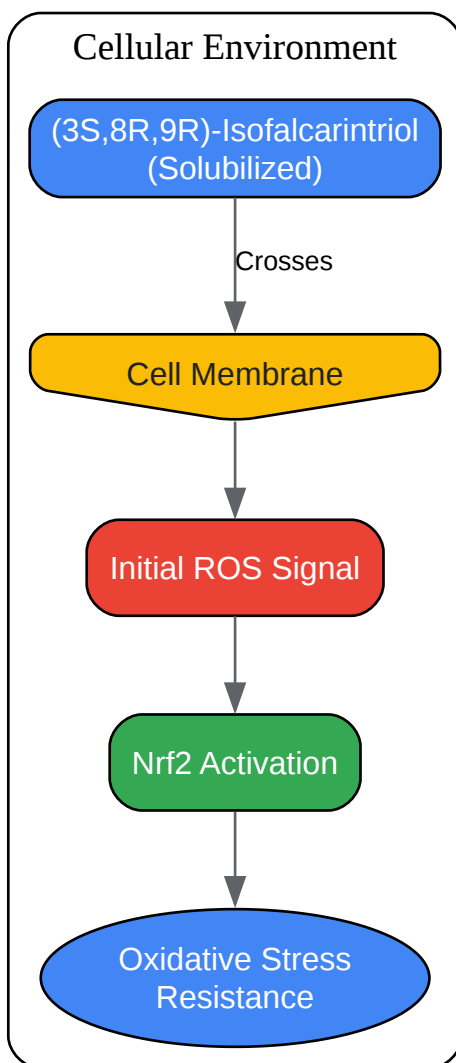 Cellular Environment
(3S,8R,9R)-Isofalcarintriol
(Solubilized)
Crosses
Cell Membrane
Initial ROS Signal
Nrf2 Activation
Oxidative Stress
Resistance